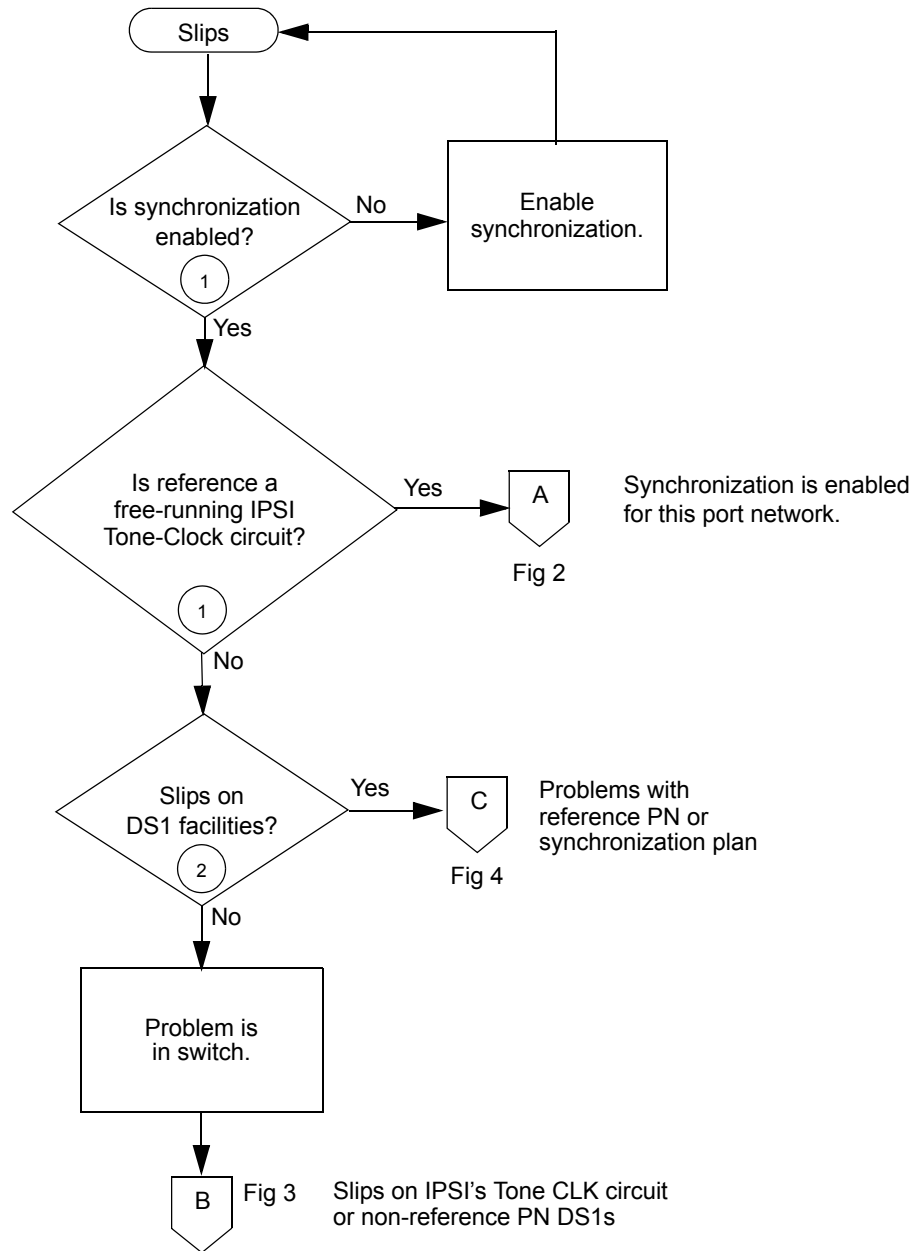 Slips
Is synchronization
enabled?
1
No
Enable
synchronization.
Yes
Is reference a
free-running IPSI
Tone-Clock circuit?
1
Yes
A
Fig 2
Synchronization is enabled
for this port network.
No
Slips on
DS1 facilities?
2
Yes
C
Fig 4
Problems with
reference PN or
synchronization plan
No
Problem is
in switch.
B
Fig 3
Slips on IPSI’s Tone CLK circuit
or non-reference PN DS1s